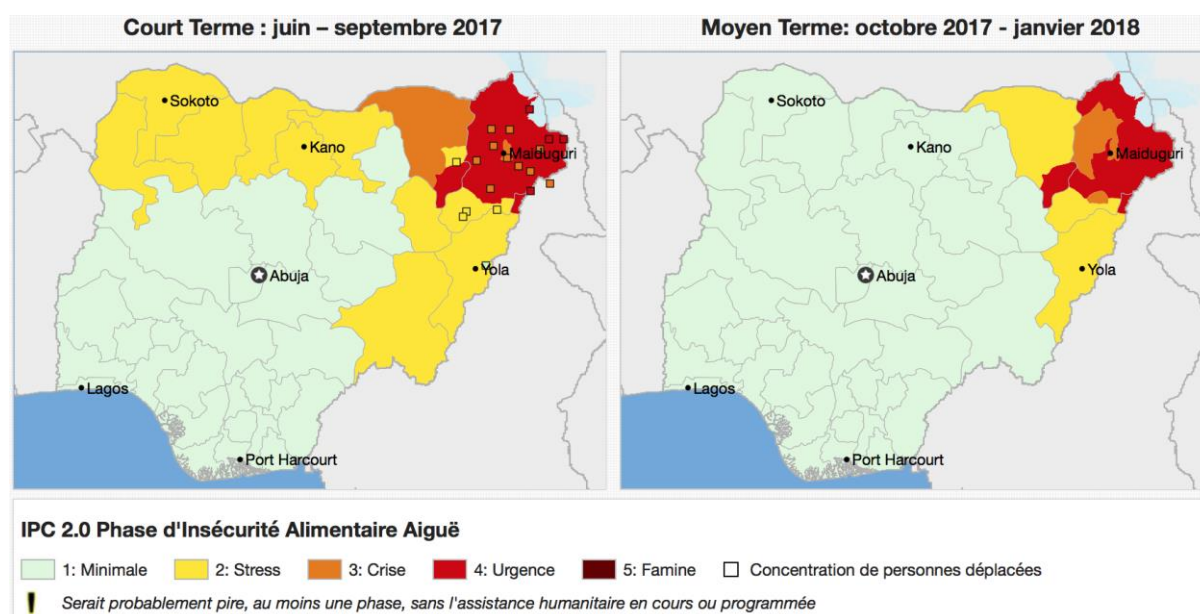 Court Terme : juin – septembre 2017
Sokoto
Kano
Maiduguri
Abuja
Yola
Lagos
Port Harcourt
Moyen Terme: octobre 2017 - janvier 2018
Sokoto
Kano
Maiduguri
Abuja
Yola
Lagos
Port Harcourt
IPC 2.0 Phase d'Insécurité Alimentaire Aiguë
1: Minimale 2: Stress 3: Crise 4: Urgence 5: Famine Concentration de personnes déplacées
Serait probablement pire, au moins une phase, sans l'assistance humanitaire en cours ou programmée